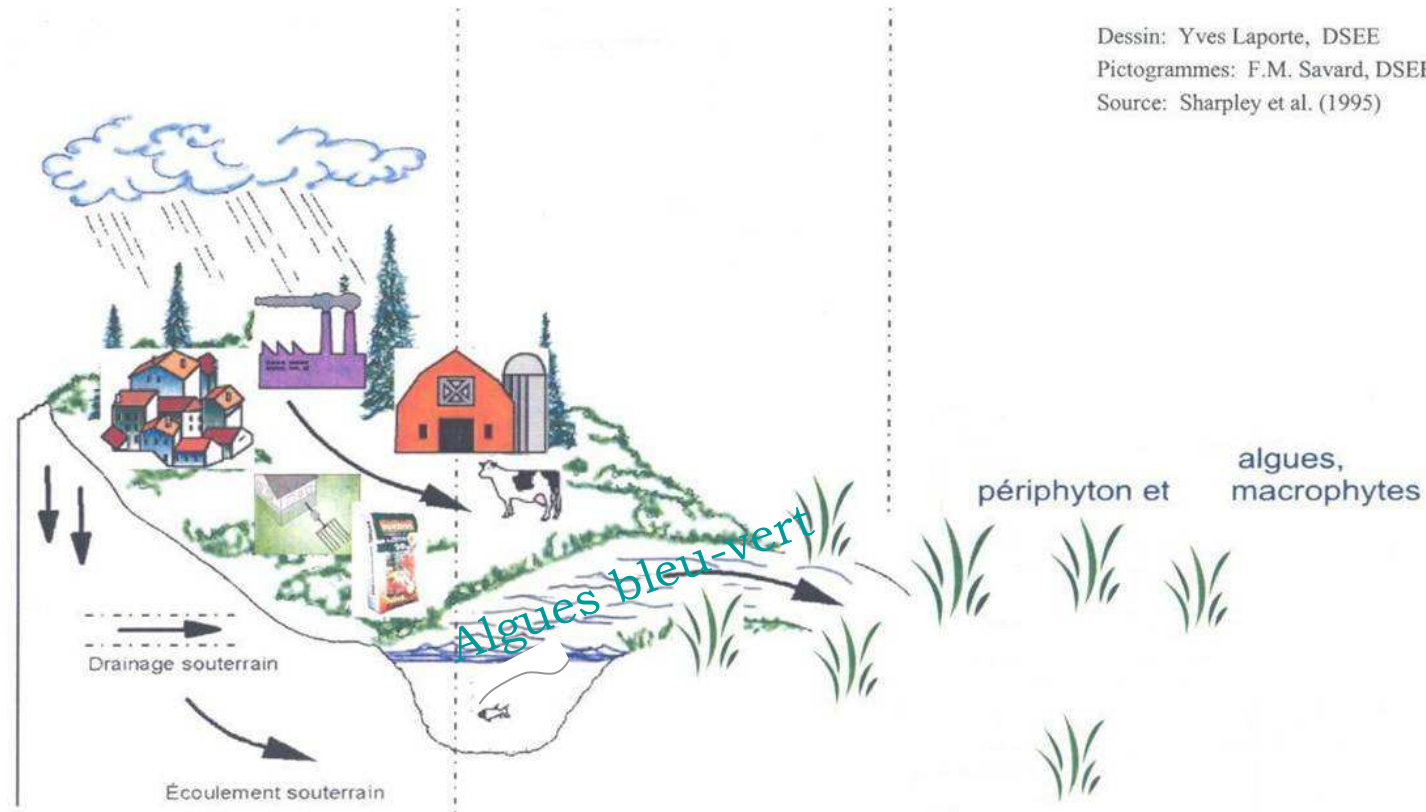 Dessin: Yves Laporte, DSEE
Pictogrammes: F.M. Savard, DSEE
Source: Sharpley et al. (1995)
algues,
périphyton et macrophytes
Algues bleu-vert
Drainage souterrain
Écoulement souterrain